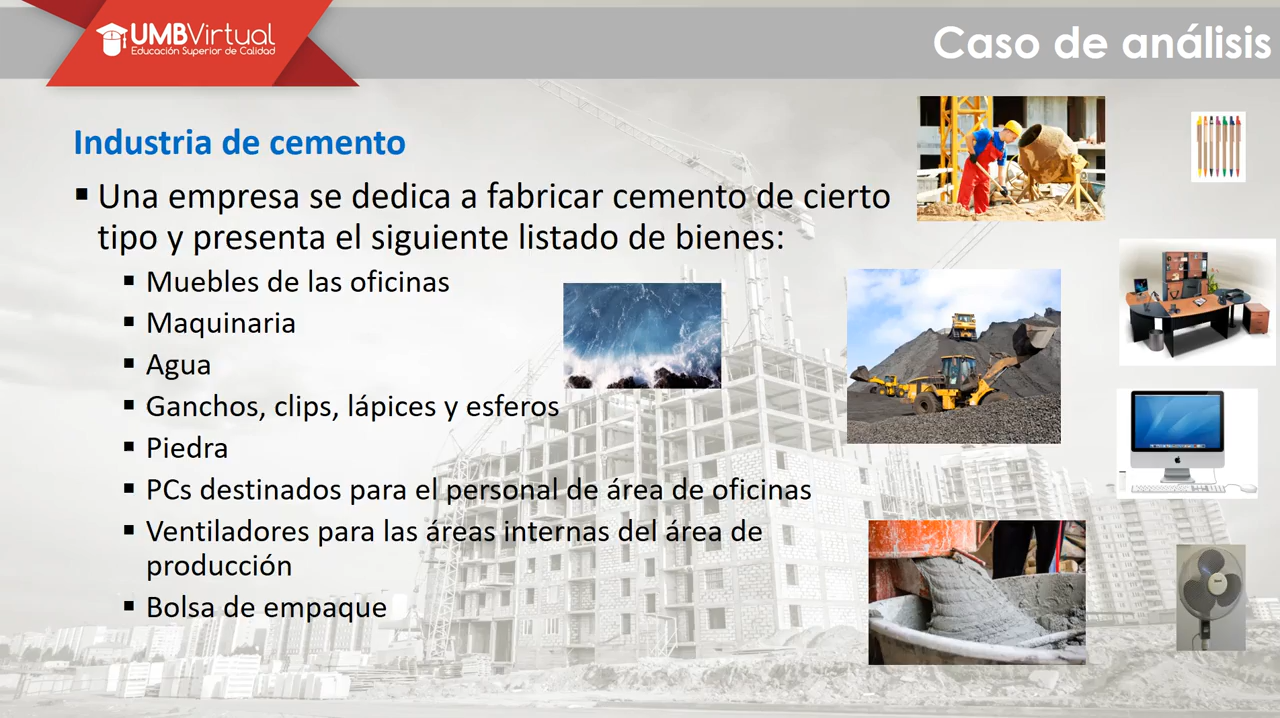 UMBVirtual
Educación Superior de Calidad
Caso de análisis
Industria de cemento
▪ Una empresa se dedica a fabricar cemento de cierto
tipo y presenta el siguiente listado de bienes:
▪ Muebles de las oficinas
▪ Maquinaria
▪ Agua
▪ Ganchos, clips, lápices y esferos
▪ Piedra
▪ PCs destinados para el personal de área de oficinas
▪ Ventiladores para las áreas internas del área de
producción
▪ Bolsa de empaque